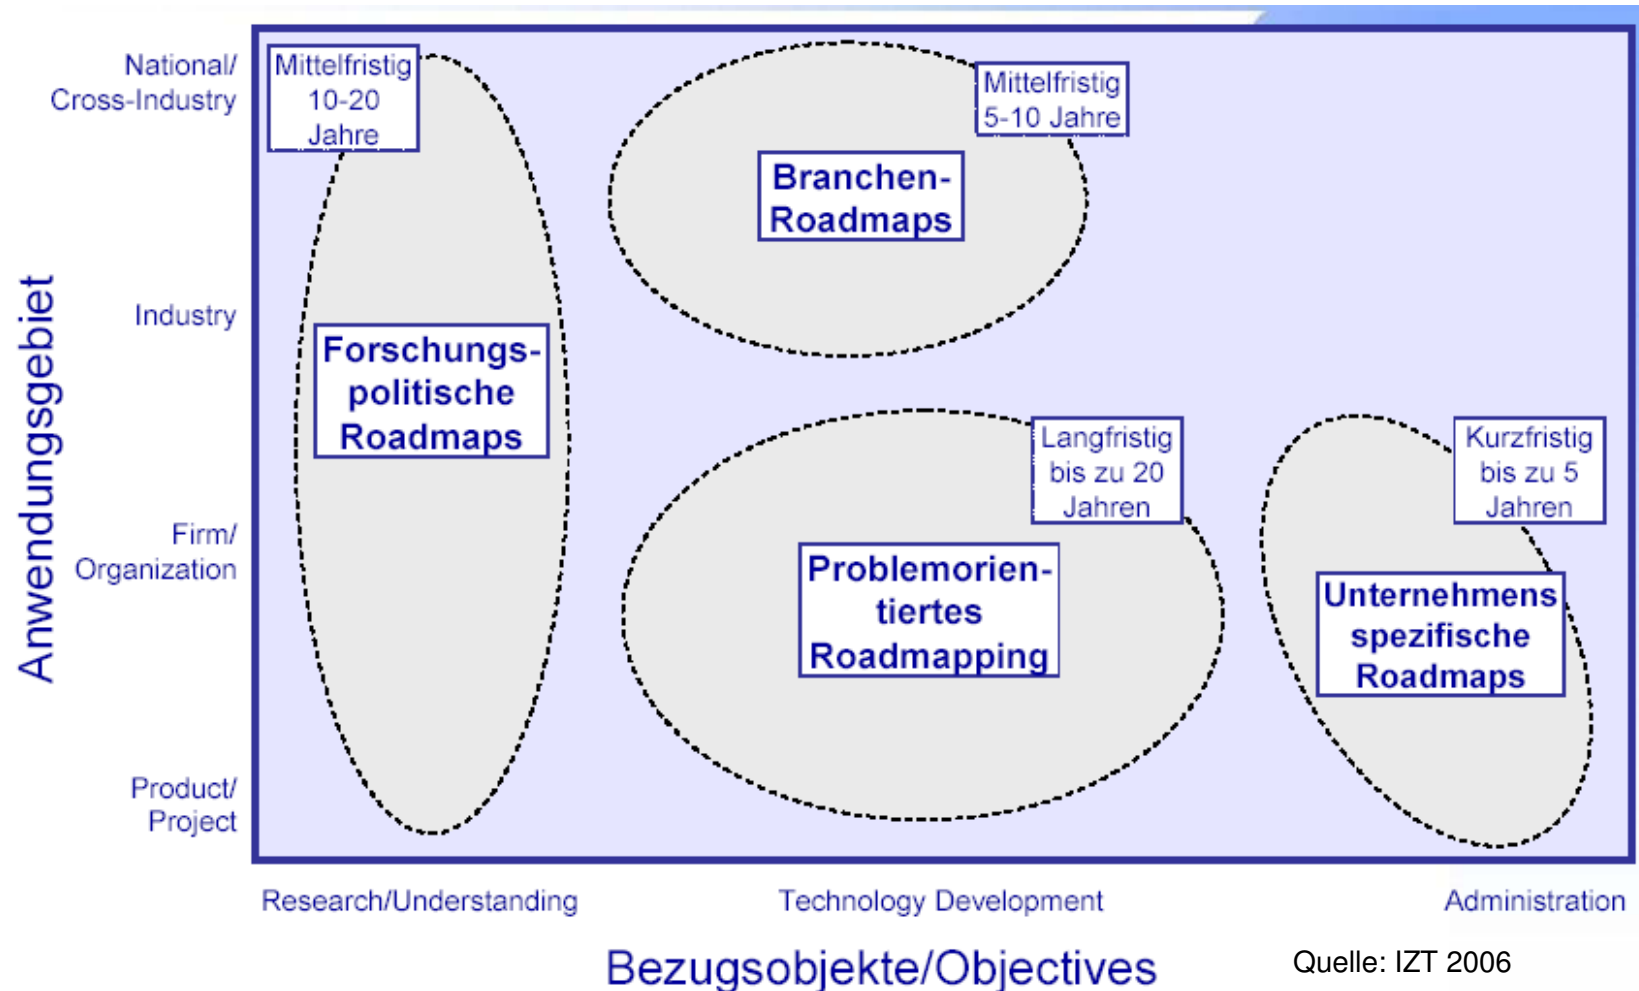 National/
Cross-Industry
Mittelfristig
10-20
Jahre
Mittelfristig
5-10 Jahre
Branchen-
Roadmaps
Anwendungsgebiet
Industry
Forschungs-
politische
Roadmaps
Langfristig
bis zu 20
Jahren
Kurzfristig
bis zu 5
Jahren
Firm/
Organization
Problemorien-
tiertes
Roadmapping
Unternehmens
spezifische
Roadmaps
Product/
Project
Research/Understanding
Technology Development
Administration
Bezugsobjekte/Objectives
Quelle: IZT 2006